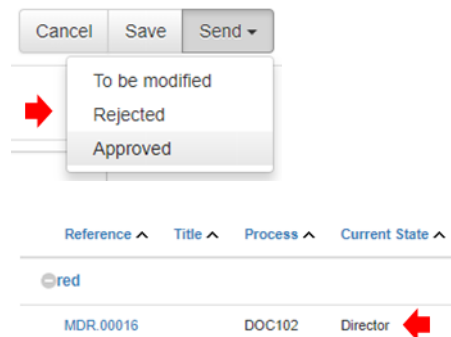 Cancel Save Send
To be modified
Rejected
Approved
Reference Title Process Current State
red
MDR.00016 DOC102 Director